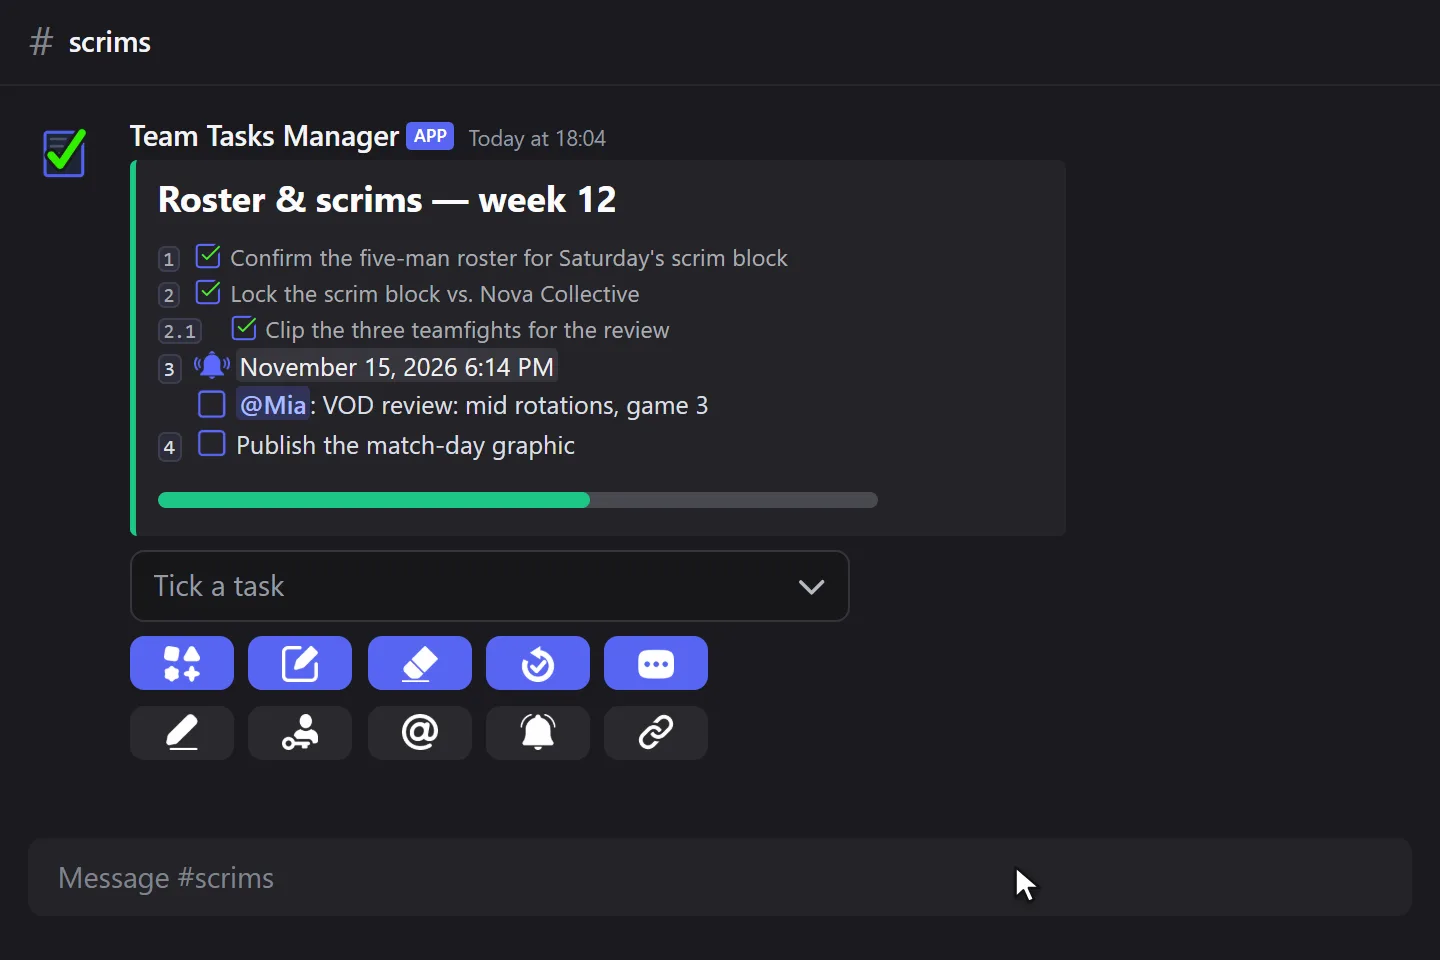 # scrims
Team Tasks Manager APP Today at 18:04
Roster & scrims — week 12
1 Confirm the five-man roster for Saturday's scrim block
2 Lock the scrim block vs. Nova Collective
2.1 Clip the three teamfights for the review
3 November 15, 2026 6:14 PM
@Mia: VOD review: mid rotations, game 3
4 Publish the match-day graphic
Tick a task
@
Message #scrims